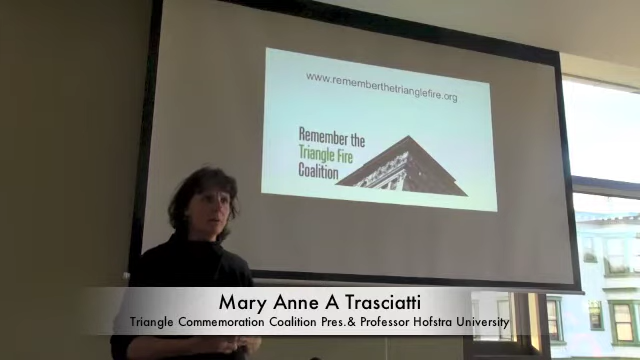 www.rememberthetrianglefire.org
Remember the
Triangle Fire
Coalition
Mary Anne A Trasciatti
Triangle Commemoration Coalition Pres.& Professor Hofstra University